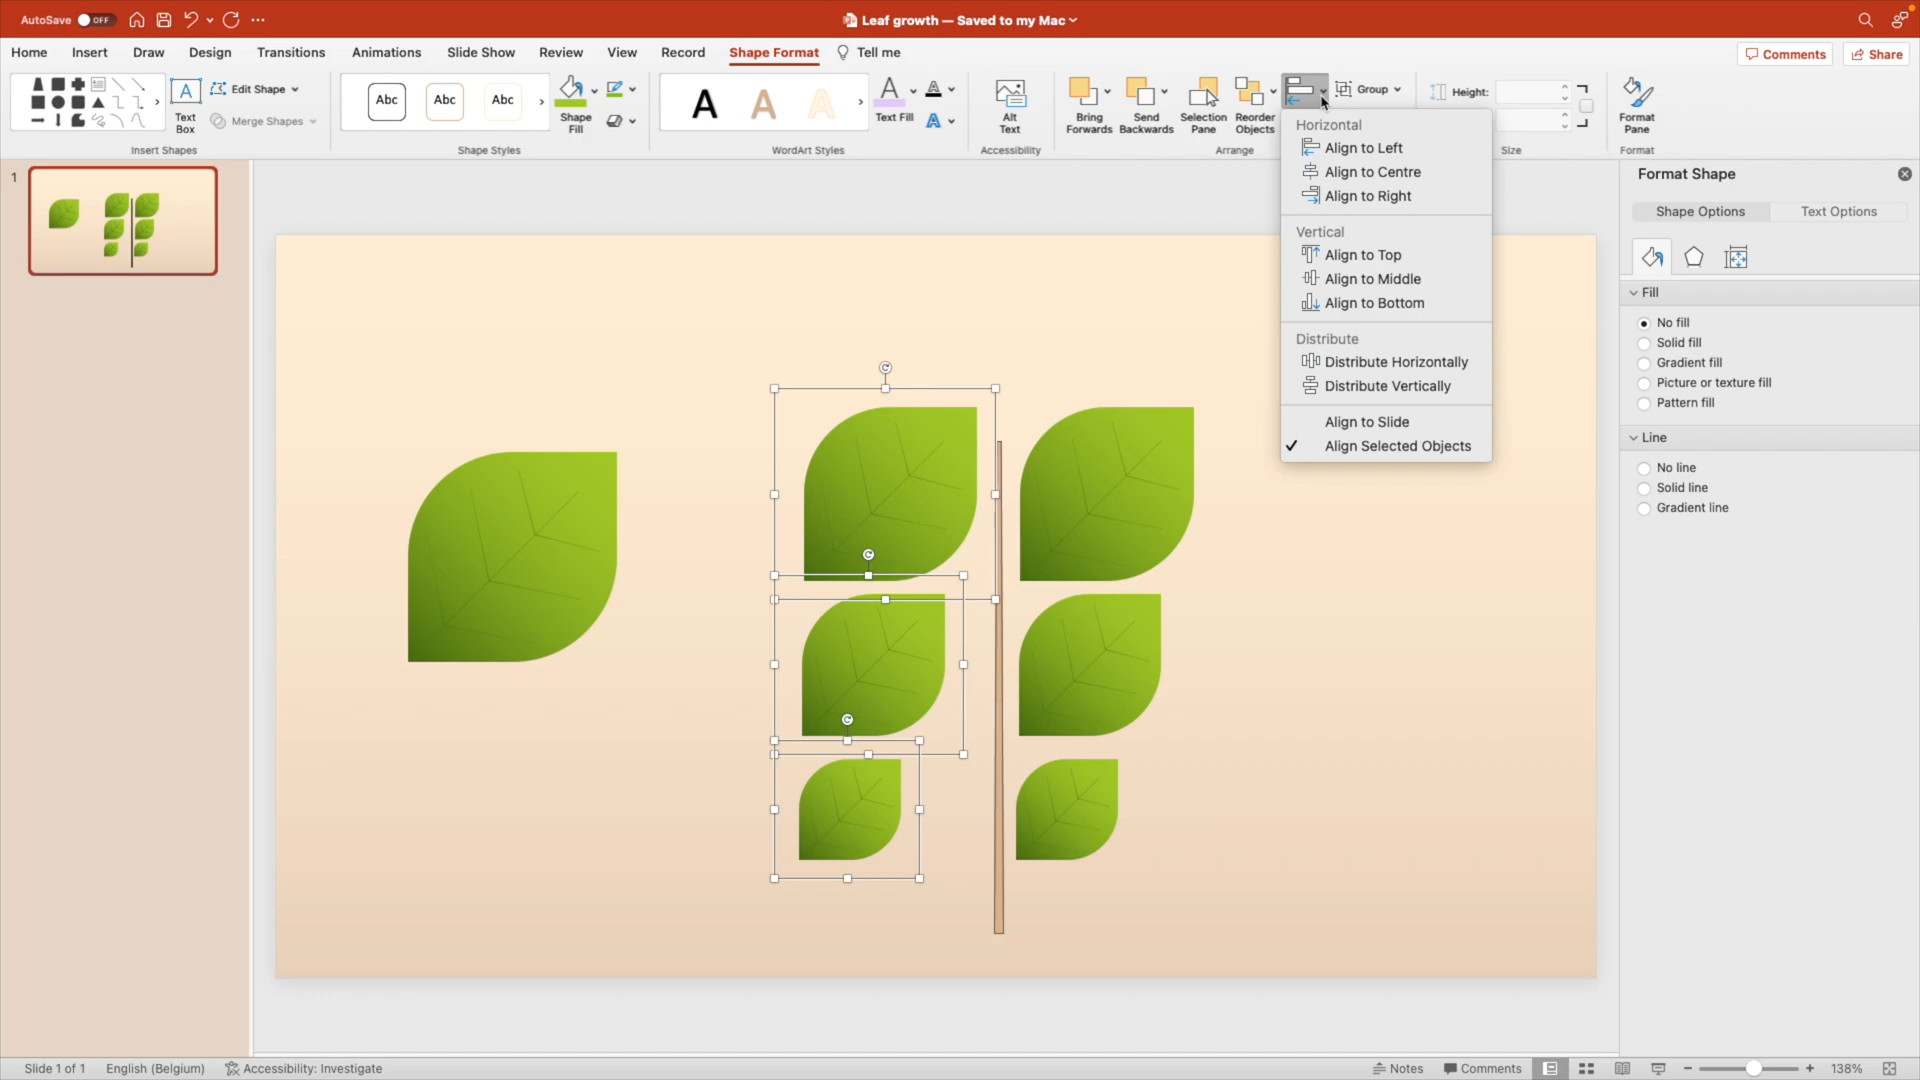 AutoSave OFF
Leaf growth — Saved to my Mac
Home Insert Draw Design Transitions Animations Slide Show Review View Record Shape Format Tell me
Comments Share
Text Box
Edit Shape
Merge Shapes
Insert Shapes
Abc Abc Abc
Shape Fill
Shape Styles
A A A
A Text Fill
A
A
WordArt Styles
Alt Text
Accessibility
Bring Forwards
Send Backwards
Selection Pane
Reorder Objects
Group
Arrange
Height:
Size
Format Pane
Format
Horizontal
Align to Left
Align to Centre
Align to Right
Vertical
Align to Top
Align to Middle
Align to Bottom
Distribute
Distribute Horizontally
Distribute Vertically
Align to Slide
Align Selected Objects
1
Format Shape
Shape Options Text Options
Fill
No fill
Solid fill
Gradient fill
Picture or texture fill
Pattern fill
Line
No line
Solid line
Gradient line
Slide 1 of 1 English (Belgium) Accessibility: Investigate
Notes Comments 138%